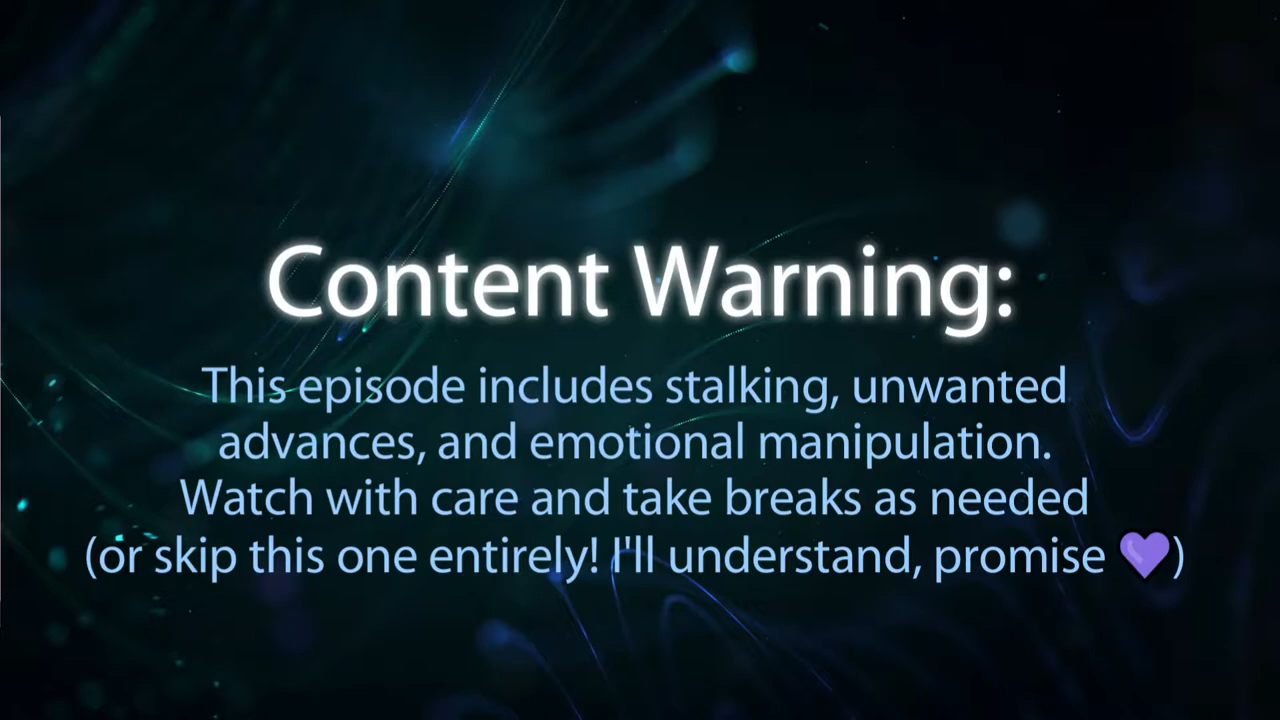 Content Warning:
This episode includes stalking, unwanted
advances, and emotional manipulation.
Watch with care and take breaks as needed
(or skip this one entirely! I'll understand, promise 💜)